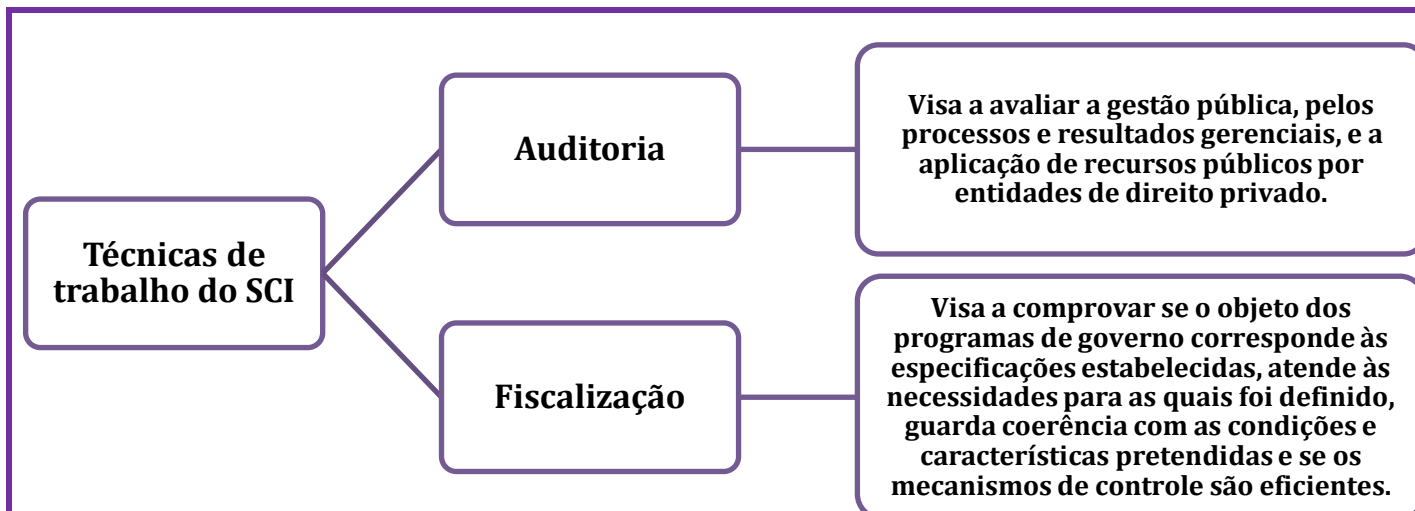 Técnicas de
trabalho do SCI
Auditoria
Visa a avaliar a gestão pública, pelos
processos e resultados gerenciais, e a
aplicação de recursos públicos por
entidades de direito privado.
Fiscalização
Visa a comprovar se o objeto dos
programas de governo corresponde às
especificações estabelecidas, atende às
necessidades para as quais foi definido,
guarda coerência com as condições e
características pretendidas e se os
mecanismos de controle são eficientes.